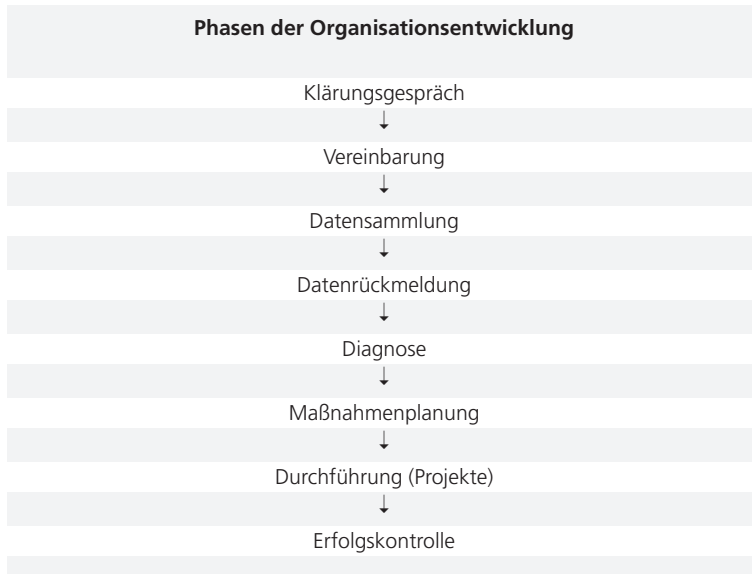 Phasen der Organisationsentwicklung
Klärungsgespräch
↓
Vereinbarung
↓
Datensammlung
↓
Datenrückmeldung
↓
Diagnose
↓
Maßnahmenplanung
↓
Durchführung (Projekte)
↓
Erfolgskontrolle